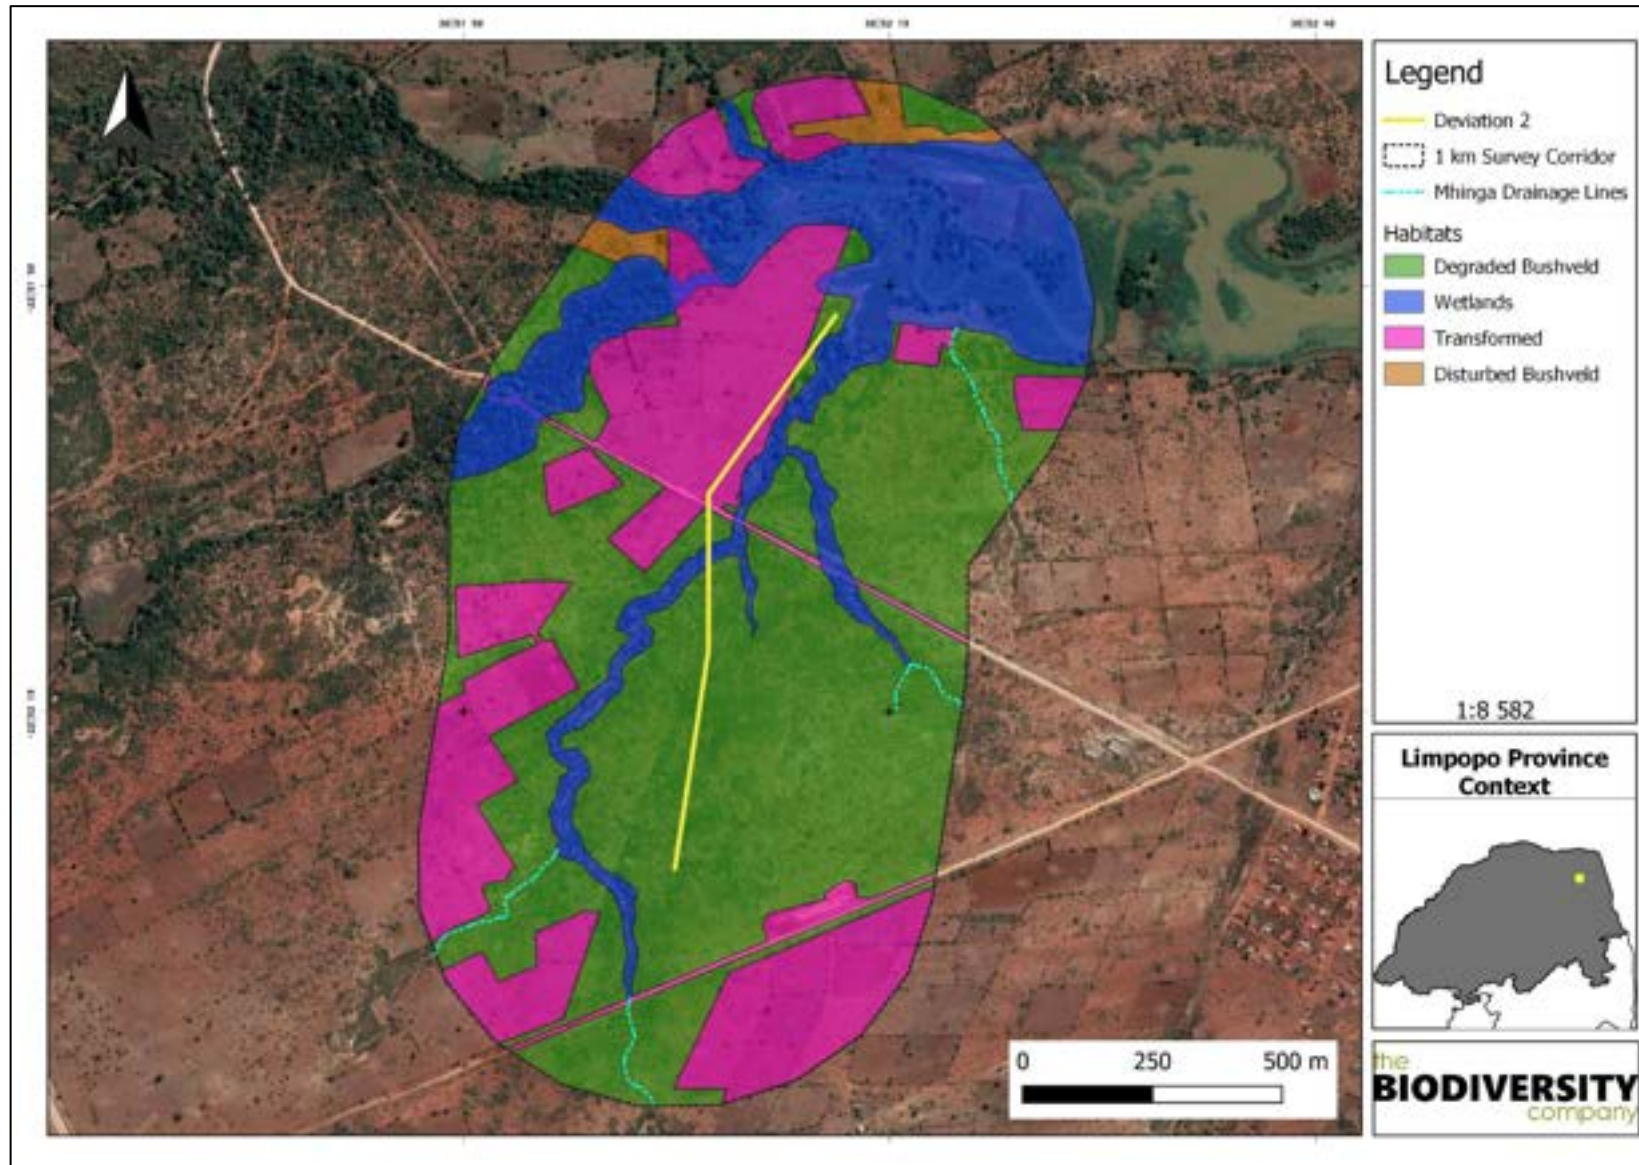 N
Legend
Deviation 2
1 km Survey Corridor
Mhinga Drainage Lines
Habitats
Degraded Bushveld
Wetlands
Transformed
Disturbed Bushveld
1:8 582
Limpopo Province
Context
0 250 500 m
the
BIODIVERSITY
company